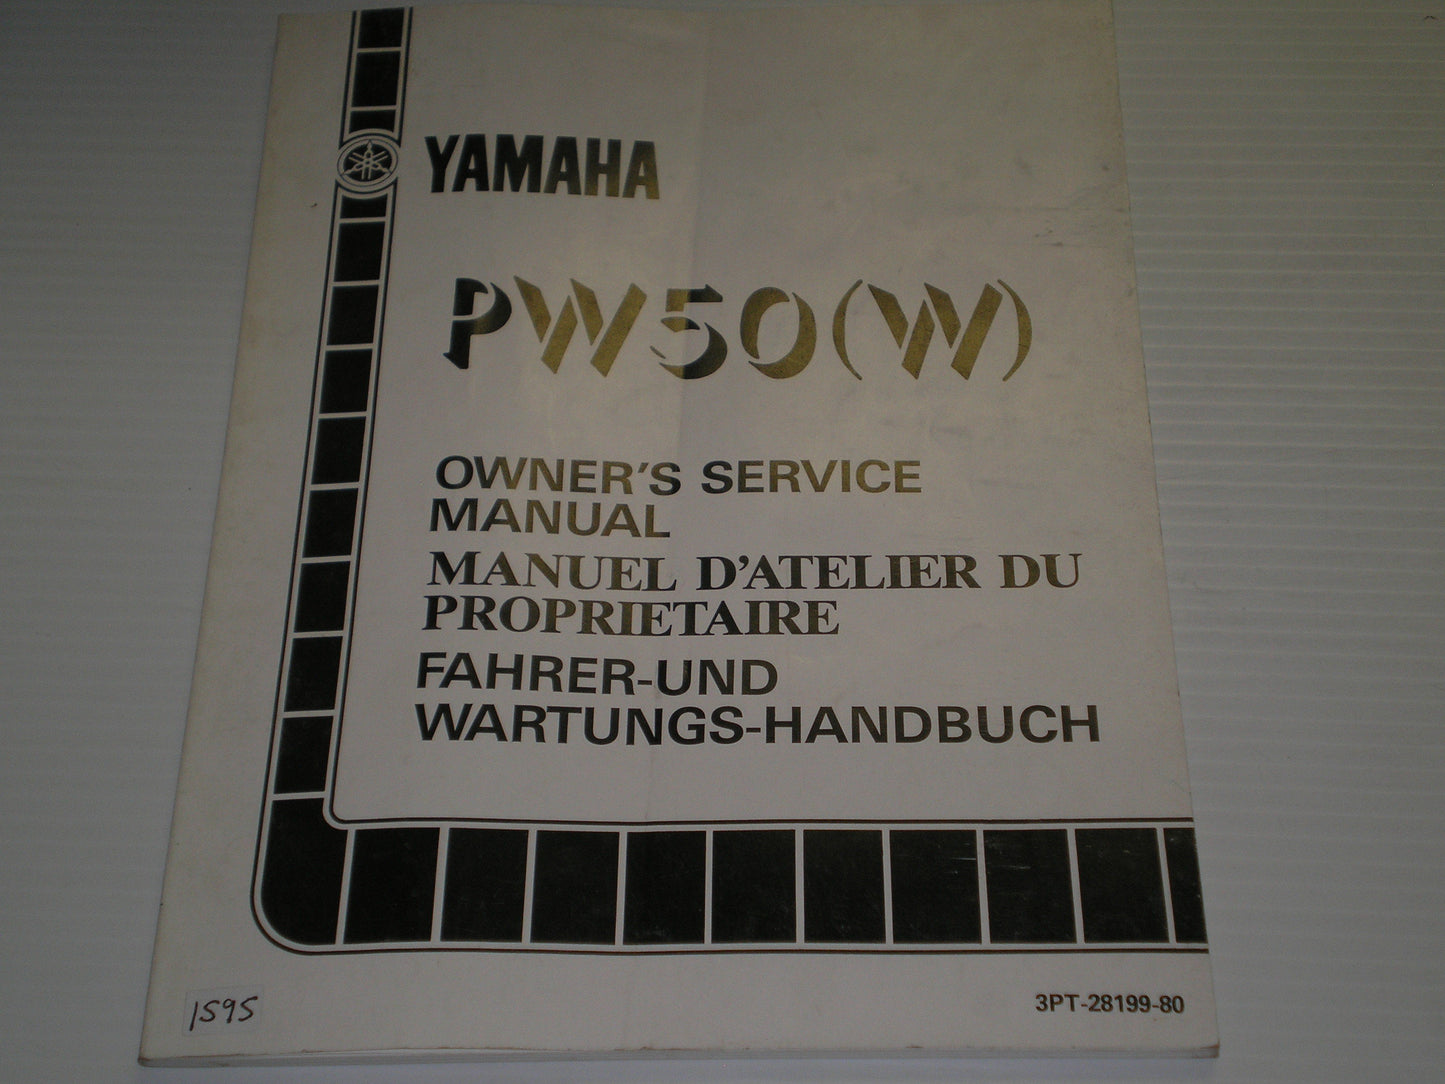 YAMAHA
PW50(W)
OWNER'S SERVICE
MANUAL
MANUEL D'ATELIER DU
PROPRIETAIRE
FAHRER-UND
WARTUNGS-HANDBUCH
1595
3PT-28199-80